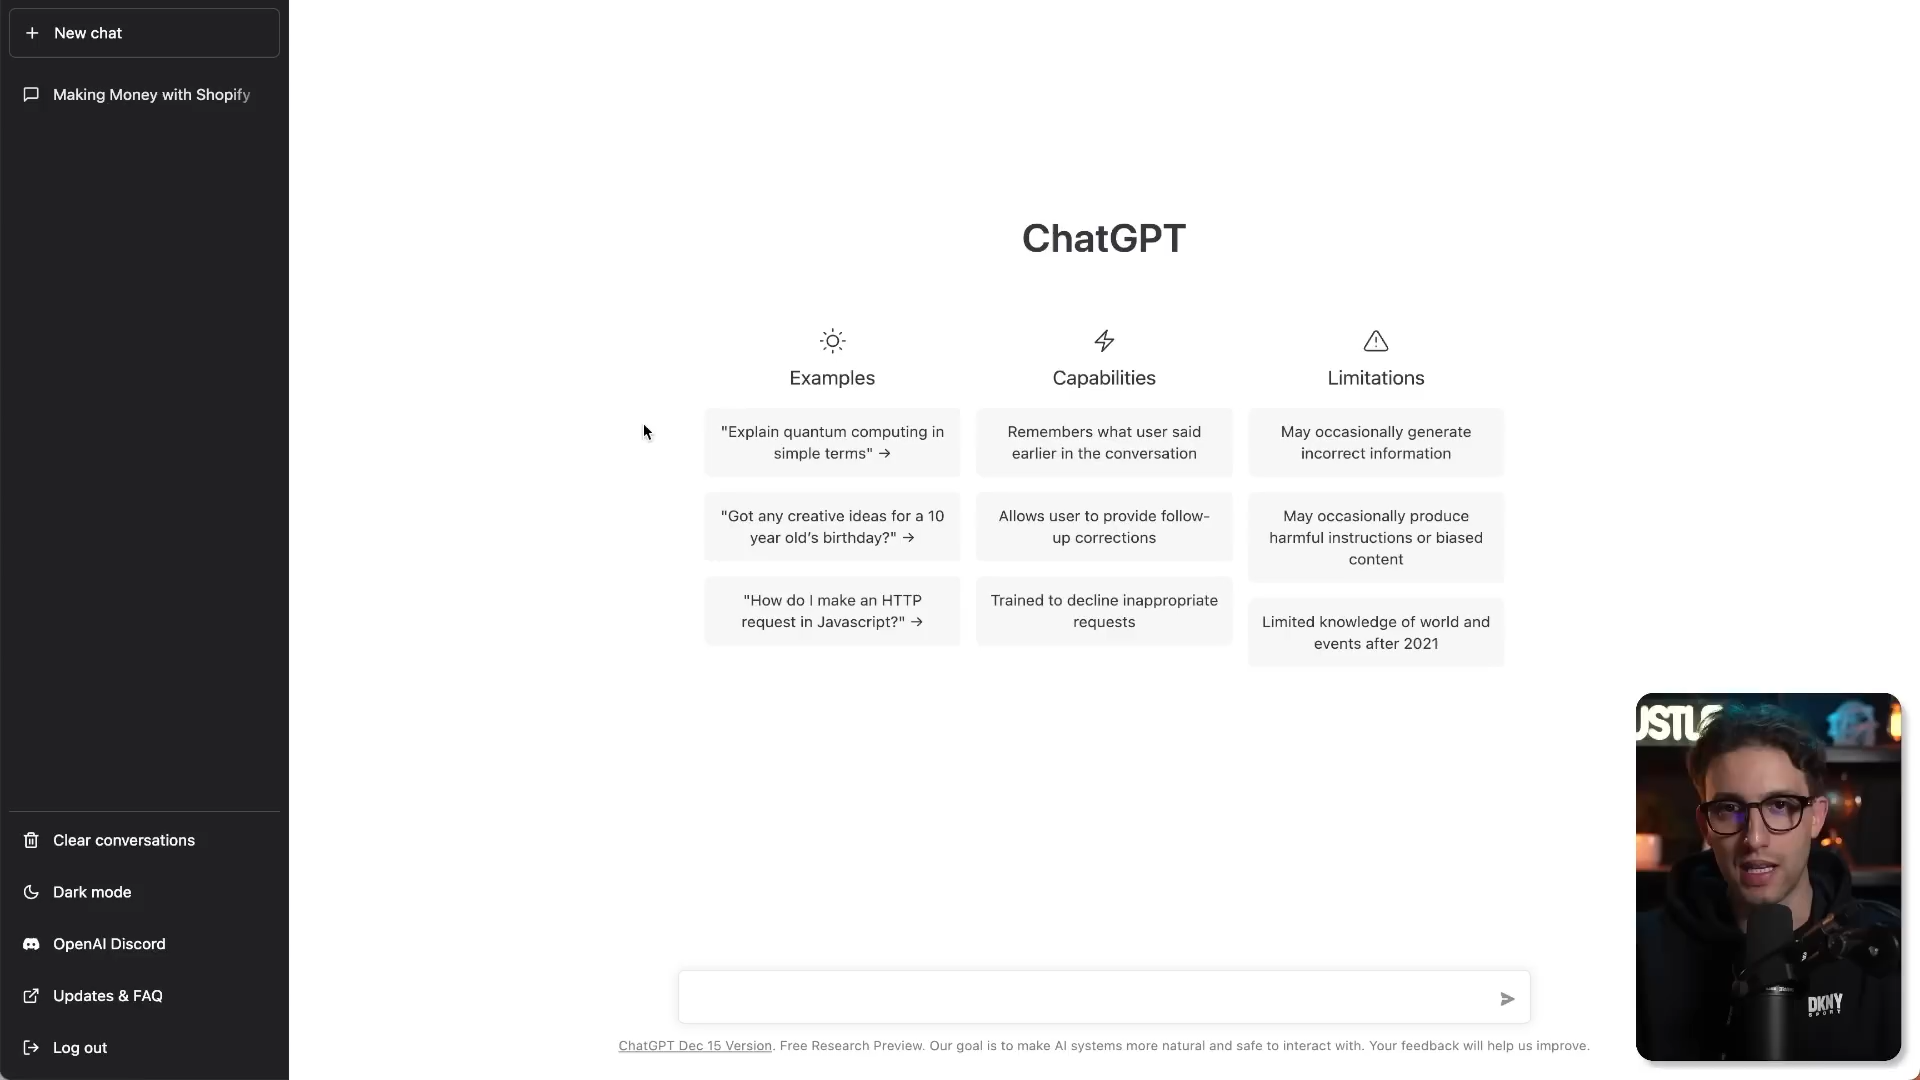 New chat
Making Money with Shopify
ChatGPT
Examples
"Explain quantum computing in
simple terms" →
"Got any creative ideas for a 10
year old's birthday?" →
"How do I make an HTTP
request in Javascript?" →
Capabilities
Remembers what user said
earlier in the conversation
Allows user to provide follow-
up corrections
Trained to decline inappropriate
requests
Limitations
May occasionally generate
incorrect information
May occasionally produce
harmful instructions or biased
content
Limited knowledge of world and
events after 2021
Clear conversations
Dark mode
OpenAI Discord
Updates & FAQ
Log out
ChatGPT Dec 15 Version. Free Research Preview. Our goal is to make AI systems more natural and safe to interact with. Your feedback will help us improve.
DKNY
SPORT